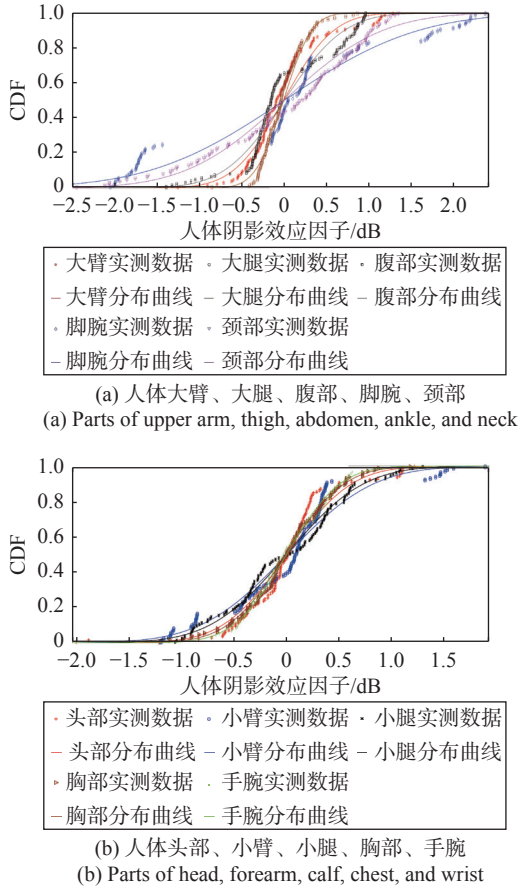 1.0
0.8
0.6
0.4
0.2
0
CDF
−2.5 −2.0 −1.5 −1.0 −0.5 0 0.5 1.0 1.5 2.0
人体阴影效应因子/dB
大臂实测数据 大腿实测数据 腹部实测数据
大臂分布曲线 大腿分布曲线 腹部分布曲线
脚腕实测数据 颈部实测数据
脚腕分布曲线 颈部分布曲线
(a) 人体大臂、大腿、腹部、脚腕、颈部
(a) Parts of upper arm, thigh, abdomen, ankle, and neck
1.0
0.8
0.6
0.4
0.2
0
CDF
−2.0 −1.5 −1.0 −0.5 0 0.5 1.0 1.5
人体阴影效应因子/dB
头部实测数据 小臂实测数据 小腿实测数据
头部分布曲线 小臂分布曲线 小腿分布曲线
胸部实测数据 手腕实测数据
胸部分布曲线 手腕分布曲线
(b) 人体头部、小臂、小腿、胸部、手腕
(b) Parts of head, forearm, calf, chest, and wrist